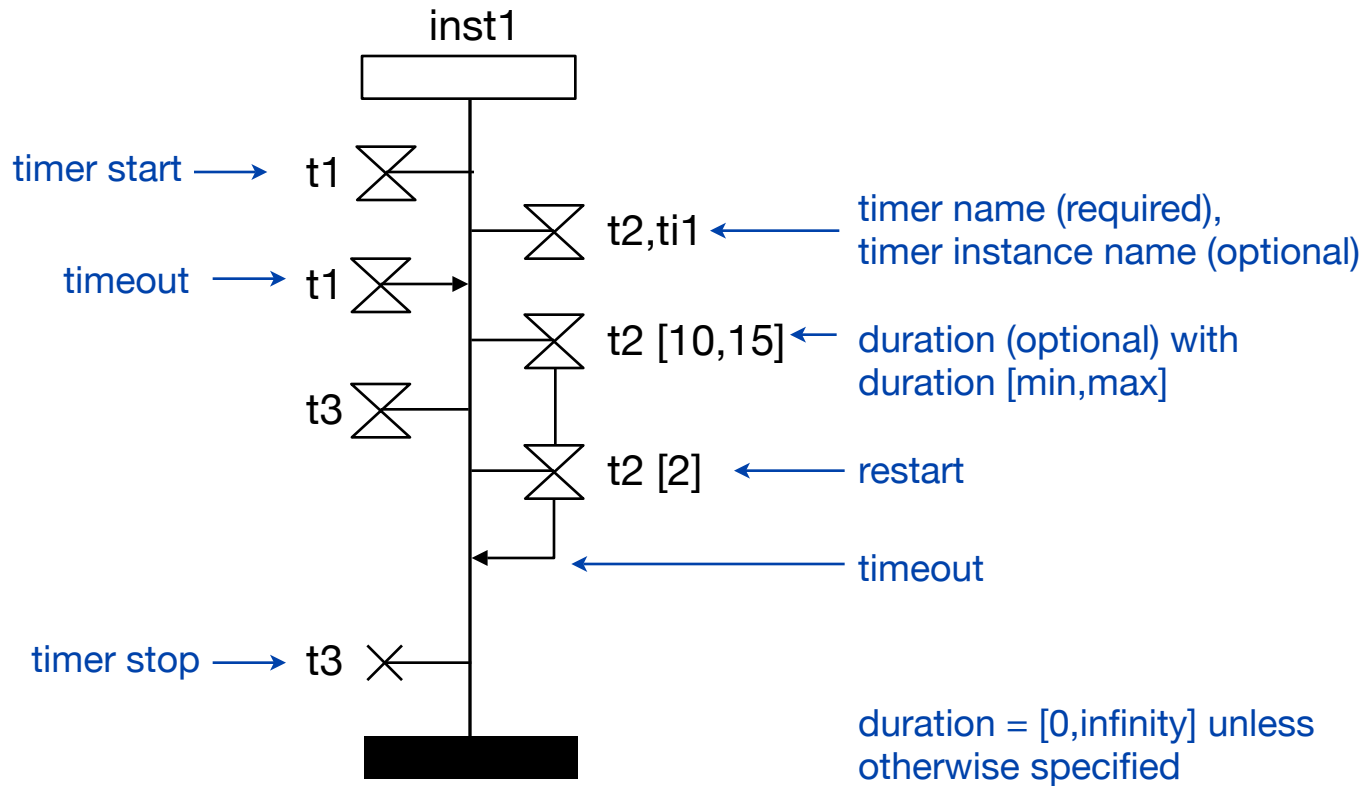 inst1
timer start
t1
t2,ti1
timer name (required),
timer instance name (optional)
timeout
t1
t2 [10,15]
duration (optional) with
duration [min,max]
t3
t2 [2]
restart
timeout
timer stop
t3
duration = [0,infinity] unless
otherwise specified